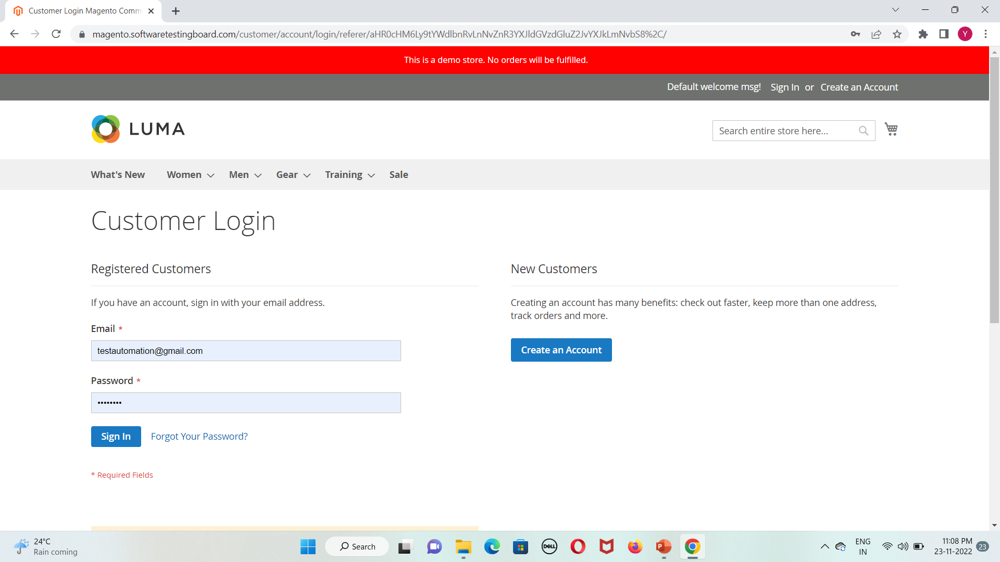 Customer Login Magento Comm
magento.softwaretestingboard.com/customer/account/login/referer/aHR0cHM6Ly9tYWdlbnRvLnNvZnR3YXJldGVzdGluZ2JvYXJkLmNvbS8%2C/
Y
This is a demo store. No orders will be fulfilled.
Default welcome msg! Sign In or Create an Account
LUMA
Search entire store here...
What's New Women Men Gear Training Sale
Customer Login
Registered Customers
If you have an account, sign in with your email address.
Email *
testautomation@gmail.com
Password *
••••••••
Sign In Forgot Your Password?
* Required Fields
New Customers
Creating an account has many benefits: check out faster, keep more than one address,
track orders and more.
Create an Account
24°C
Rain coming
Search
DELL
P
ENG
IN
11:08 PM
23-11-2022
23